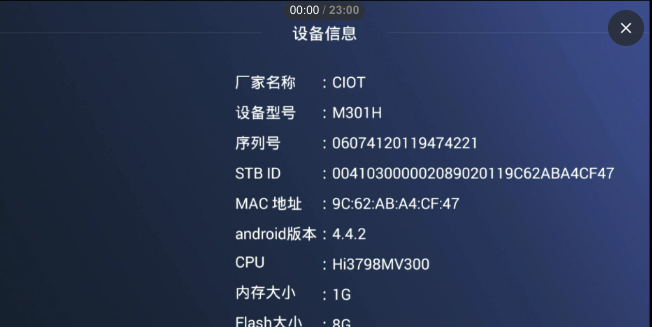 00:00 / 23:00
设备信息
厂家名称 : CIOT
设备型号 : M301H
序列号 : 06074120119474221
STB ID : 004103000002089020119C62ABA4CF47
MAC 地址 : 9C:62:AB:A4:CF:47
android版本 : 4.4.2
CPU : Hi3798MV300
内存大小 : 1G
Flash大小 : 8G